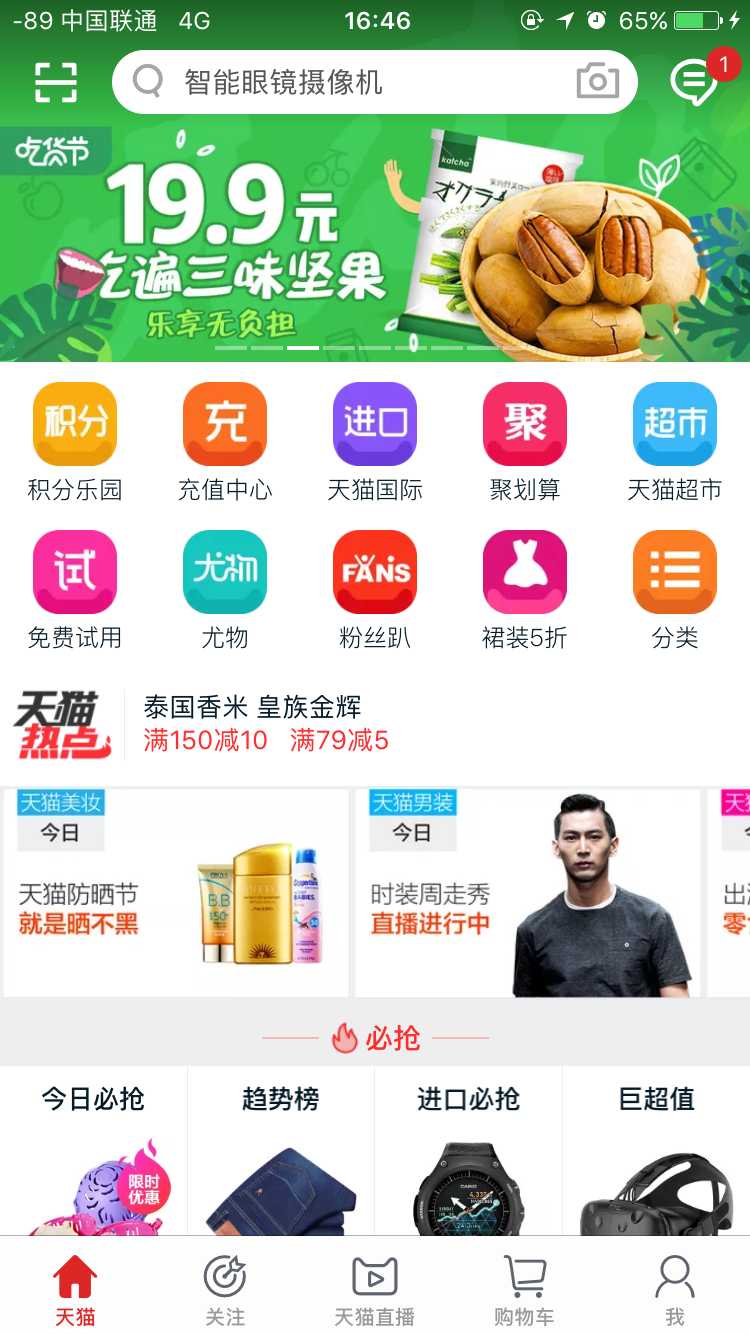 -89 中国联通 4G 16:46 65%
智能眼镜摄像机
1
吃货节
19.9元
吃遍三味坚果
乐享无负担
katcha
积分 充 进口 聚 超市
积分乐园 充值中心 天猫国际 聚划算 天猫超市
试 尤物 FANS
免费试用 尤物 粉丝趴 裙装5折 分类
天猫热点
泰国香米 皇族金辉
满150减10 满79减5
天猫美妆
今日
天猫防晒节
就是晒不黑
BB
50+
ANESSA
SHISEIDO
Coppertone
BABIES
50
天猫男装
今日
时装周走秀
直播进行中
天
零
必抢
今日必抢 趋势榜 进口必抢 巨超值
限时
优惠
CASIO
天猫 关注 天猫直播 购物车 我